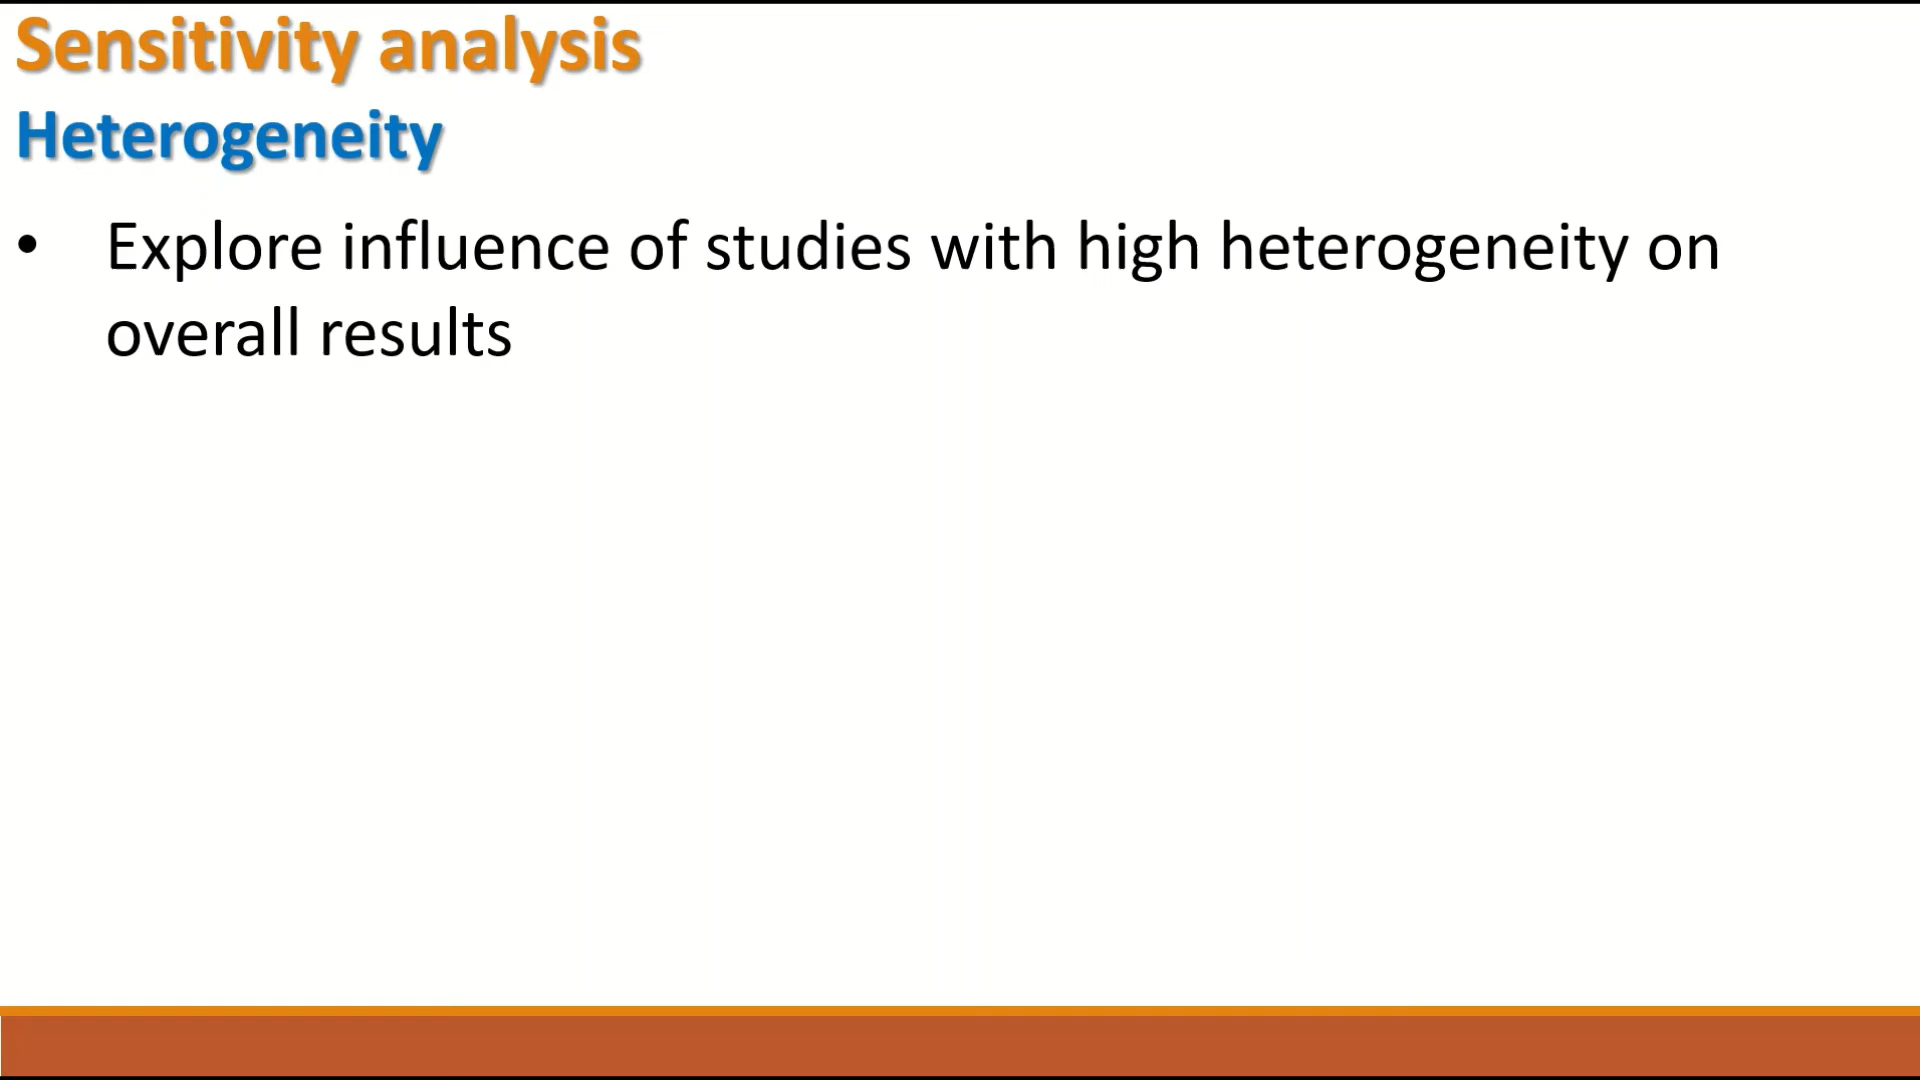 Sensitivity analysis
Heterogeneity
• Explore influence of studies with high heterogeneity on
overall results